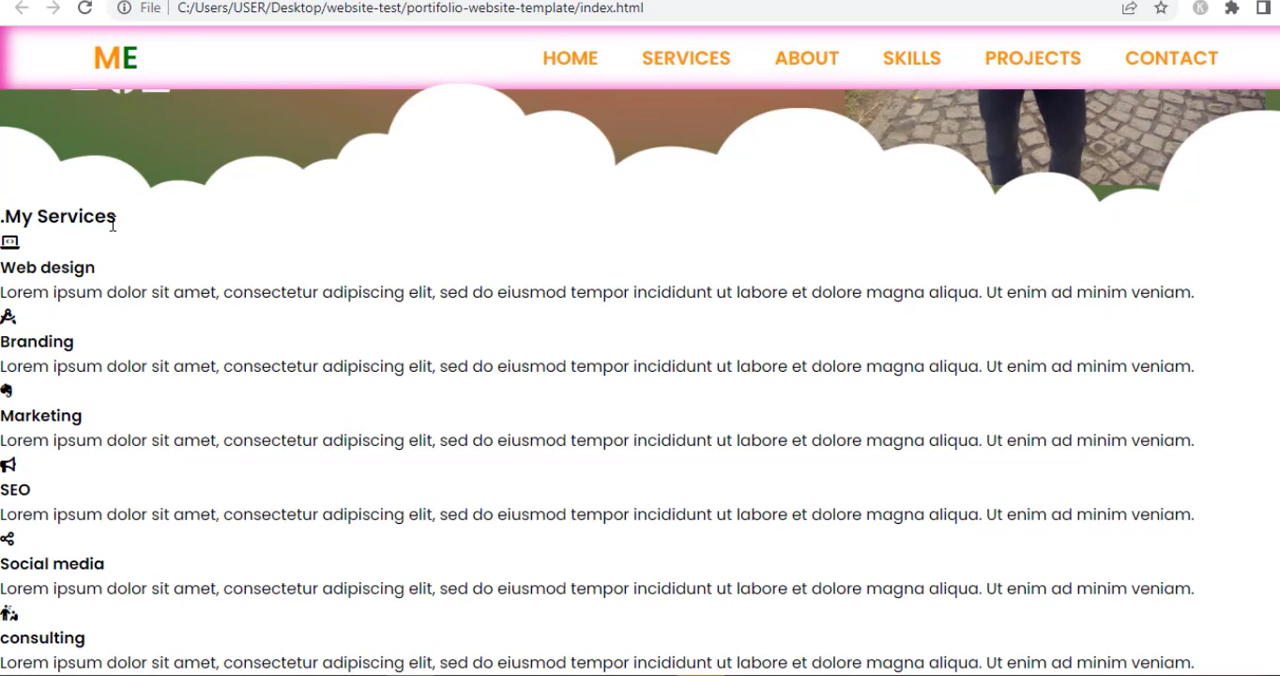 File C:/Users/USER/Desktop/website-test/portifolio-website-template/index.html
ME HOME SERVICES ABOUT SKILLS PROJECTS CONTACT
.My Services
Web design
Lorem ipsum dolor sit amet, consectetur adipiscing elit, sed do eiusmod tempor incididunt ut labore et dolore magna aliqua. Ut enim ad minim veniam.
Branding
Lorem ipsum dolor sit amet, consectetur adipiscing elit, sed do eiusmod tempor incididunt ut labore et dolore magna aliqua. Ut enim ad minim veniam.
Marketing
Lorem ipsum dolor sit amet, consectetur adipiscing elit, sed do eiusmod tempor incididunt ut labore et dolore magna aliqua. Ut enim ad minim veniam.
SEO
Lorem ipsum dolor sit amet, consectetur adipiscing elit, sed do eiusmod tempor incididunt ut labore et dolore magna aliqua. Ut enim ad minim veniam.
Social media
Lorem ipsum dolor sit amet, consectetur adipiscing elit, sed do eiusmod tempor incididunt ut labore et dolore magna aliqua. Ut enim ad minim veniam.
consulting
Lorem ipsum dolor sit amet, consectetur adipiscing elit, sed do eiusmod tempor incididunt ut labore et dolore magna aliqua. Ut enim ad minim veniam.